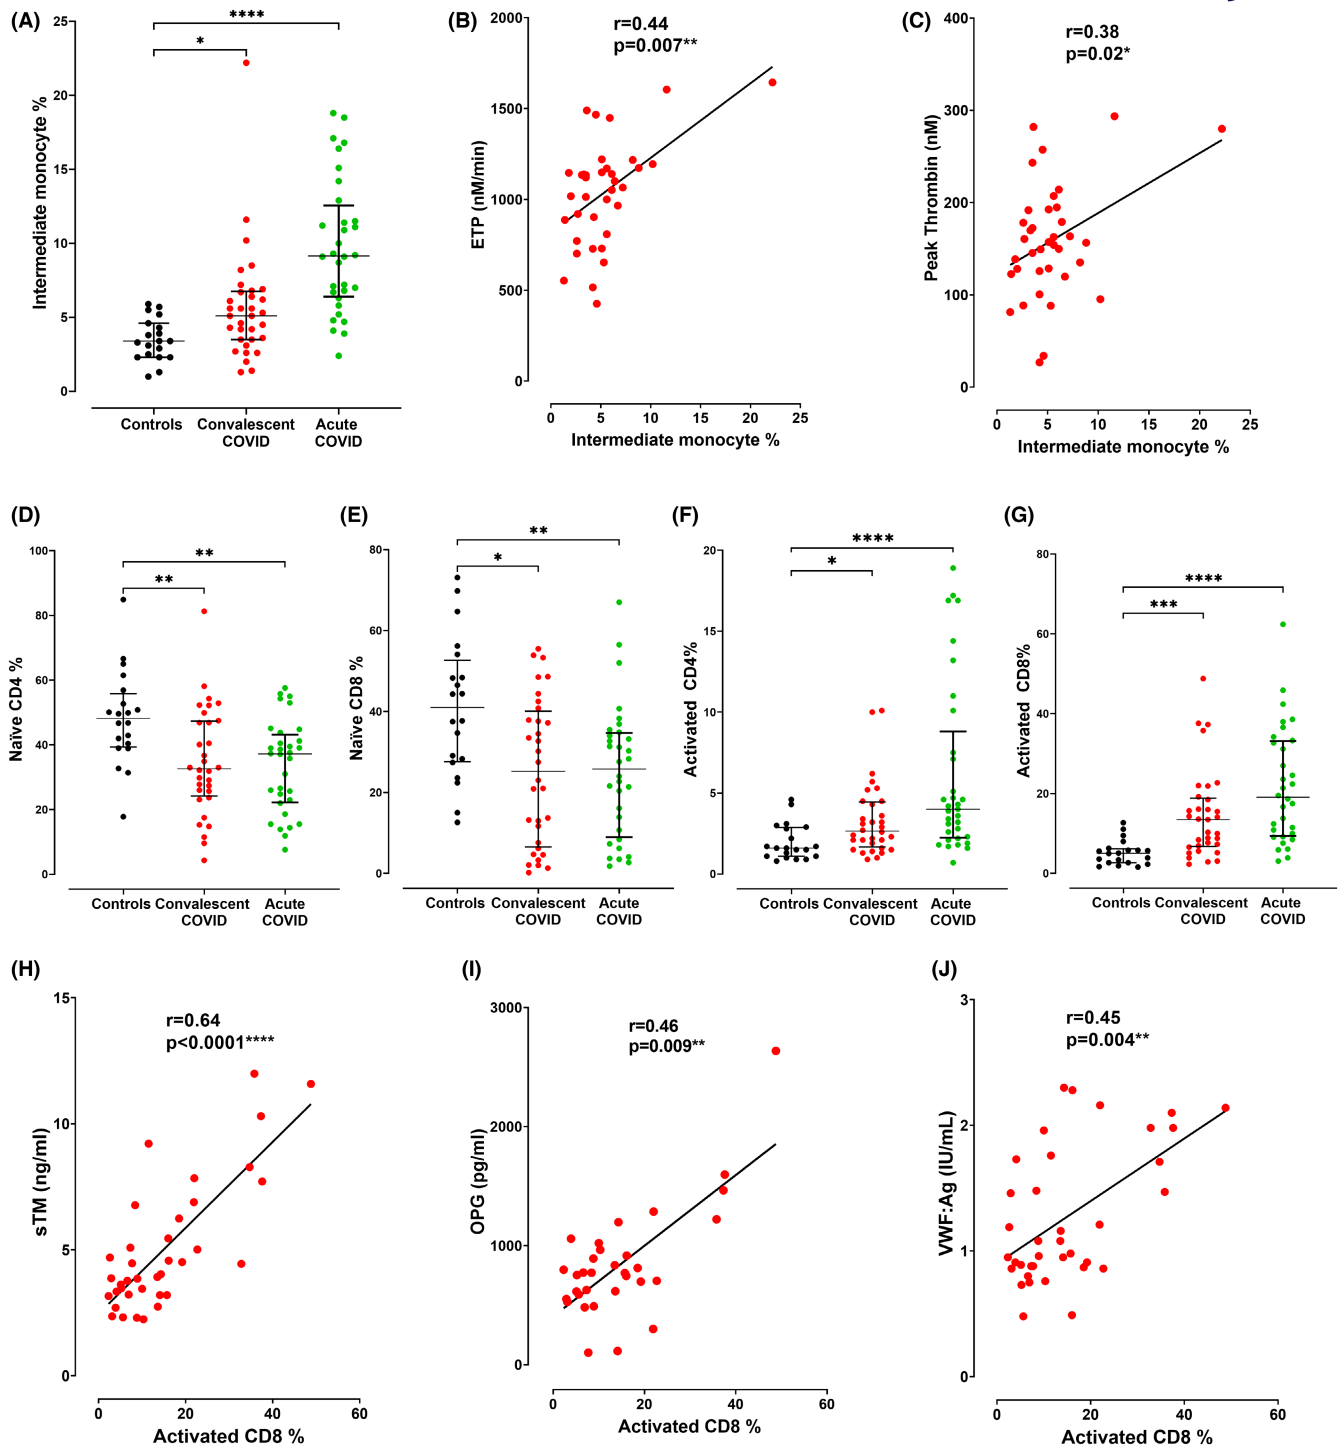 (A)
Intermediate monocyte %
25
20
15
10
5
0
****
*
Controls
Convalescent
COVID
Acute
COVID
(B)
ETP (nM/min)
2000
1500
1000
500
0
r=0.44
p=0.007**
0 5 10 15 20 25
Intermediate monocyte %
(C)
Peak Thrombin (nM)
400
300
200
100
0
r=0.38
p=0.02*
0 5 10 15 20 25
Intermediate monocyte %
(D)
Naïve CD4 %
100
80
60
40
20
0
**
**
Controls
Convalescent
COVID
Acute
COVID
(E)
Naïve CD8 %
80
60
40
20
0
**
*
Controls
Convalescent
COVID
Acute
COVID
(F)
Activated CD4%
20
15
10
5
0
****
*
Controls
Convalescent
COVID
Acute
COVID
(G)
Activated CD8%
80
60
40
20
0
****
***
Controls
Convalescent
COVID
Acute
COVID
(H)
sTM (ng/ml)
15
10
5
0
r=0.64
p<0.0001****
0 20 40 60
Activated CD8 %
(I)
OPG (pg/ml)
3000
2000
1000
0
r=0.46
p=0.009**
0 20 40 60
Activated CD8 %
(J)
VWF:Ag (IU/mL)
3
2
1
0
r=0.45
p=0.004**
0 20 40 60
Activated CD8 %